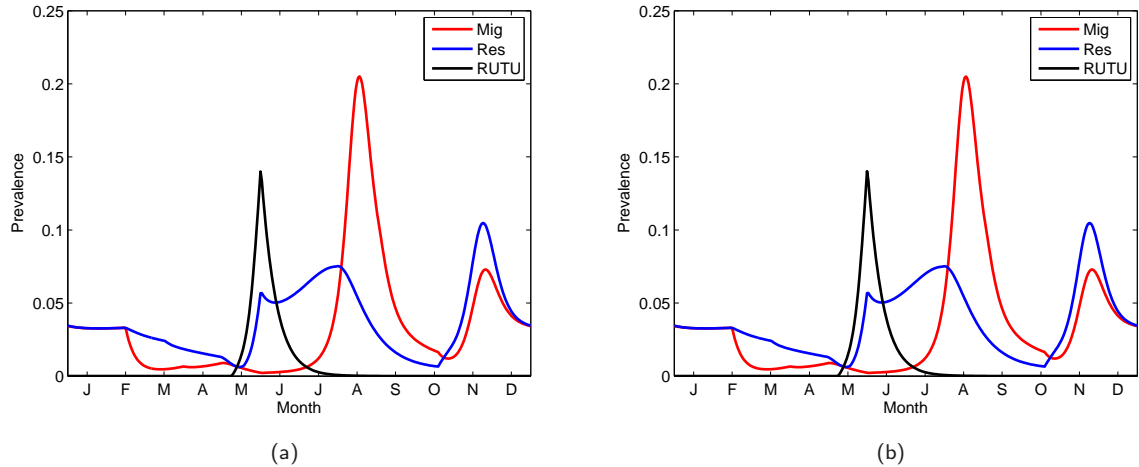 0.25
0.2
0.15
0.1
0.05
0
Prevalence
J F M A M J J A S O N D
Month
Mig
Res
RUTU
(a)
0.25
0.2
0.15
0.1
0.05
0
Prevalence
J F M A M J J A S O N D
Month
Mig
Res
RUTU
(b)